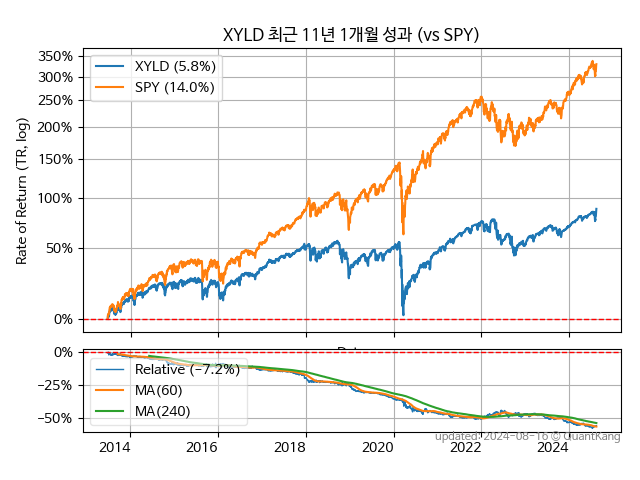 XYLD 최근 11년 1개월 성과 (vs SPY)
Rate of Return (TR, log)
350%
300%
250%
200%
150%
100%
50%
0%
XYLD (5.8%)
SPY (14.0%)
0%
−25%
−50%
Relative (−7.2%)
MA(60)
MA(240)
updated: 2024-08-16 © QuantKang
2014 2016 2018 2020 2022 2024